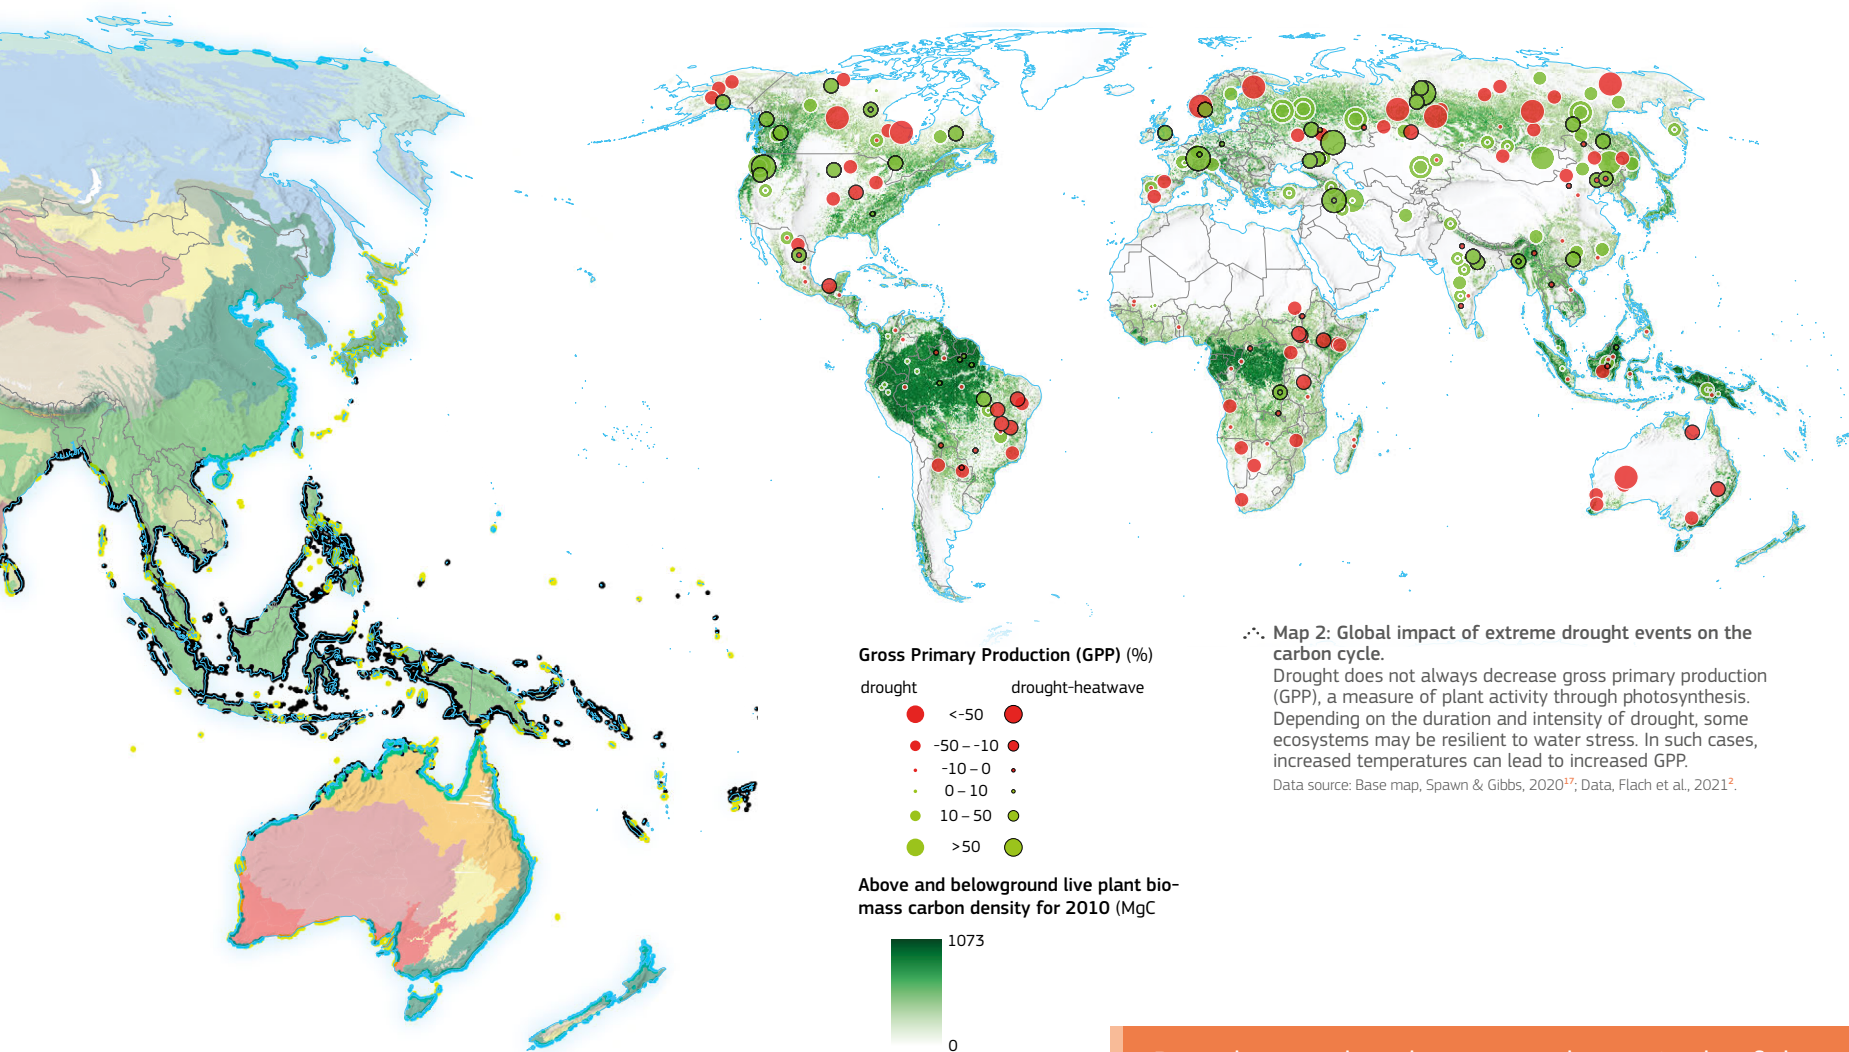 Gross Primary Production (GPP) (%)
drought drought-heatwave
<-50
-50 – -10
-10 – 0
0 – 10
10 – 50
>50
Above and belowground live plant bio-
mass carbon density for 2010 (MgC
1073
0
Map 2: Global impact of extreme drought events on the
carbon cycle.
Drought does not always decrease gross primary production
(GPP), a measure of plant activity through photosynthesis.
Depending on the duration and intensity of drought, some
ecosystems may be resilient to water stress. In such cases,
increased temperatures can lead to increased GPP.
Data source: Base map, Spawn & Gibbs, 2020¹⁷; Data, Flach et al., 2021².